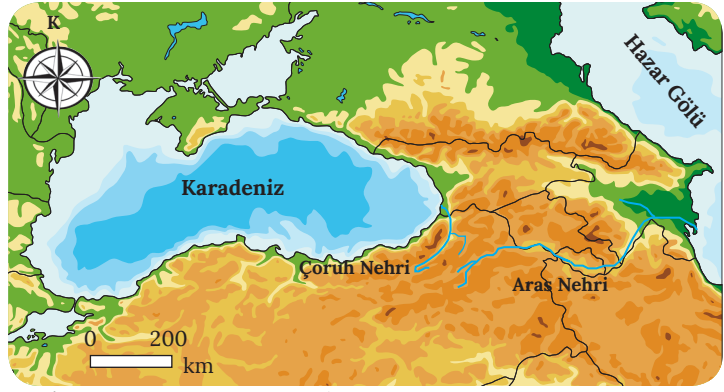 K
Hazar Gölü
Karadeniz
Çoruh Nehri
Aras Nehri
0 200
km